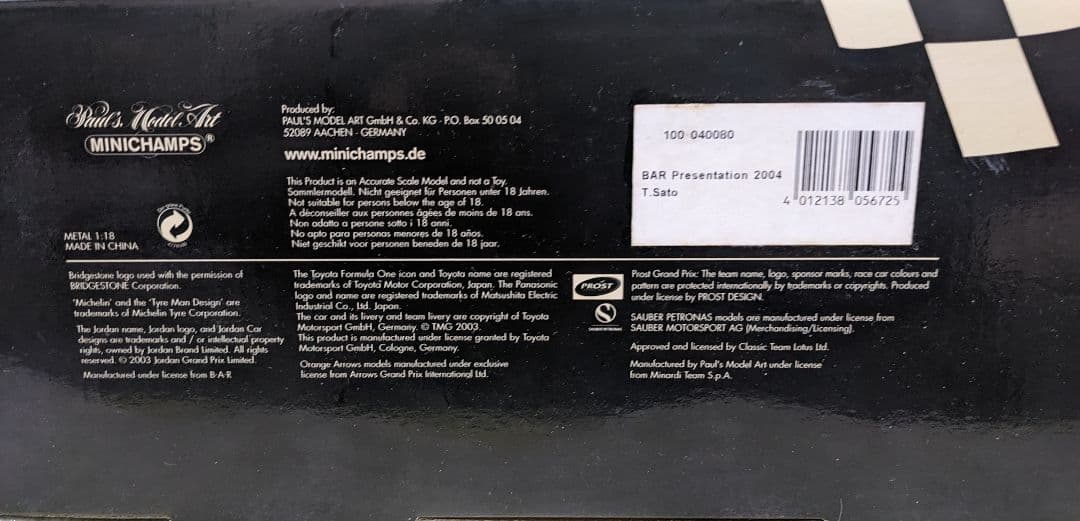 Paul's Model Art
MINICHAMPS®
METAL 1:18
MADE IN CHINA
Produced by:
PAUL'S MODEL ART GmbH & Co. KG · P.O. Box 50 05 04
52089 AACHEN · GERMANY
www.minichamps.de
This Product is an Accurate Scale Model and not a Toy.
Sammlermodell. Nicht geeignet für Personen unter 18 Jahren.
Not suitable for persons below the age of 18.
A déconseiller aux personnes âgées de moins de 18 ans.
Non adatto a persone sotto i 18 anni.
No apto para personas menores de 18 años.
Niet geschikt voor personen beneden de 18 jaar.
100 040080
BAR Presentation 2004
T.Sato
4 012138 056725
Bridgestone logo used with the permission of
BRIDGESTONE Corporation.
'Michelin' and the 'Tyre Man Design' are
trademarks of Michelin Tyre Corporation.
The Jordan name, Jordan logo, and Jordan Car
designs are trademarks and / or intellectual property
rights, owned by Jordan Brand Limited. All rights
reserved. © 2003 Jordan Grand Prix Limited.
Manufactured under license from B·A·R
The Toyota Formula One icon and Toyota name are registered
trademarks of Toyota Motor Corporation, Japan. The Panasonic
logo and name are registered trademarks of Matsushita Electric
Industrial Co., Ltd. Japan.
The car and its livery and team livery are copyright of Toyota
Motorsport GmbH, Germany. © TMG 2003.
This product is manufactured under license granted by Toyota
Motorsport GmbH, Cologne, Germany.
Orange Arrows models manufactured under exclusive
license from Arrows Grand Prix International Ltd.
PROST
SAUBER PETRONAS
Prost Grand Prix: The team name, logo, sponsor marks, race car colours and
pattern are protected internationally by trademarks or copyrights. Produced
under license by PROST DESIGN.
SAUBER PETRONAS models are manufactured under license from
SAUBER MOTORSPORT AG (Merchandising/Licensing).
Approved and licensed by Classic Team Lotus Ltd.
Manufactured by Paul's Model Art under license
from Minardi Team S.p.A.